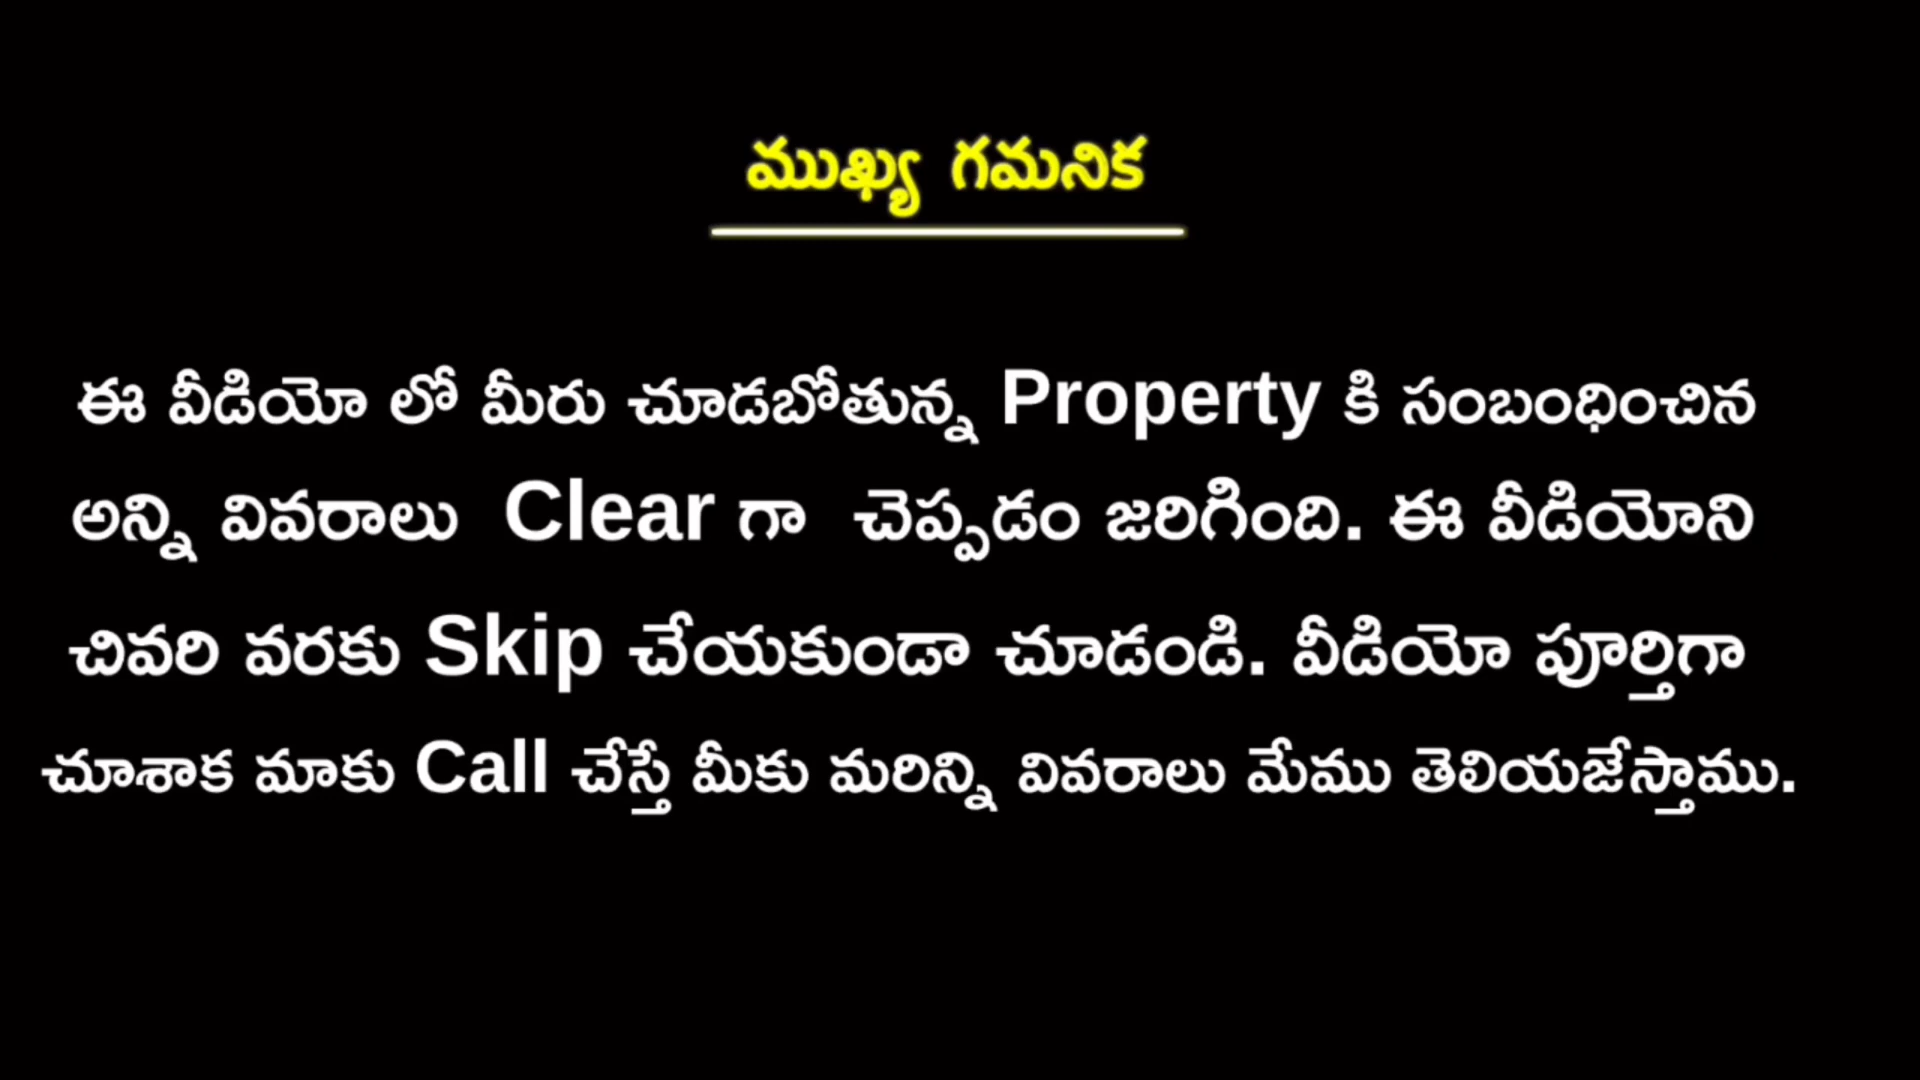 ముఖ్య గమనిక
ఈ వీడియో లో మీరు చూడబోతున్న Property కి సంబంధించిన
అన్ని వివరాలు Clear గా చెప్పడం జరిగింది. ఈ వీడియోని
చివరి వరకు Skip చేయకుండా చూడండి. వీడియో పూర్తిగా
చూశాక మాకు Call చేస్తే మీకు మరిన్ని వివరాలు మేము తెలియజేస్తాము.